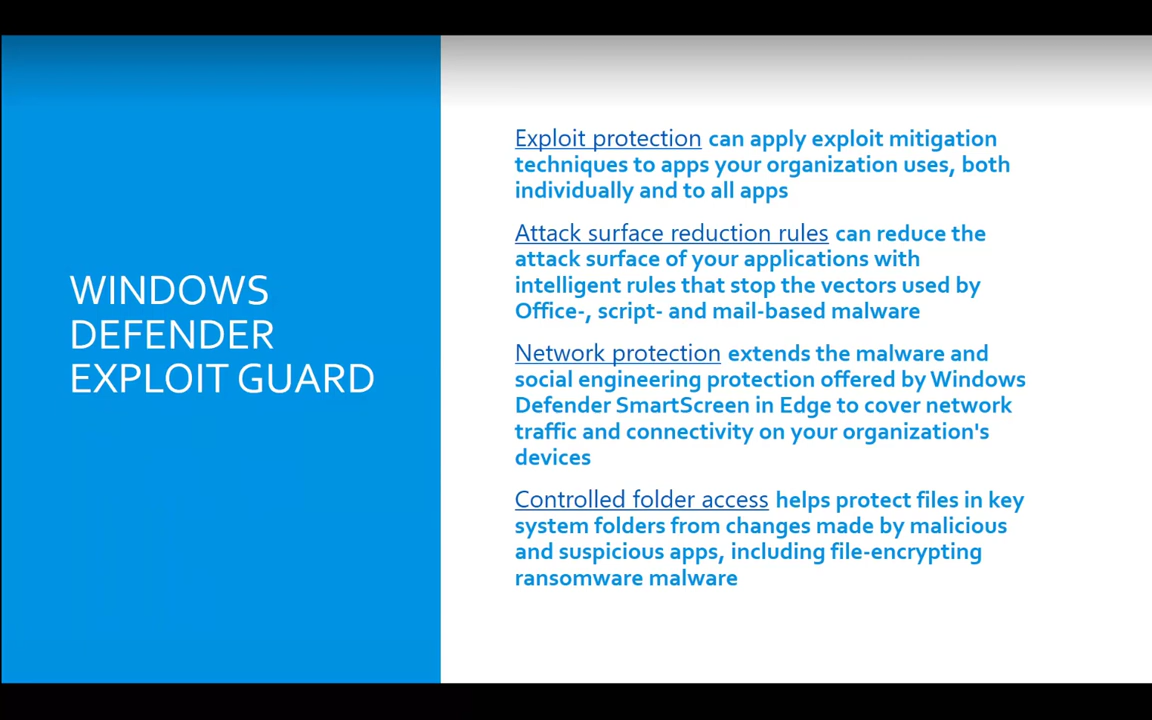 WINDOWS
DEFENDER
EXPLOIT GUARD
Exploit protection can apply exploit mitigation
techniques to apps your organization uses, both
individually and to all apps
Attack surface reduction rules can reduce the
attack surface of your applications with
intelligent rules that stop the vectors used by
Office-, script- and mail-based malware
Network protection extends the malware and
social engineering protection offered by Windows
Defender SmartScreen in Edge to cover network
traffic and connectivity on your organization's
devices
Controlled folder access helps protect files in key
system folders from changes made by malicious
and suspicious apps, including file-encrypting
ransomware malware